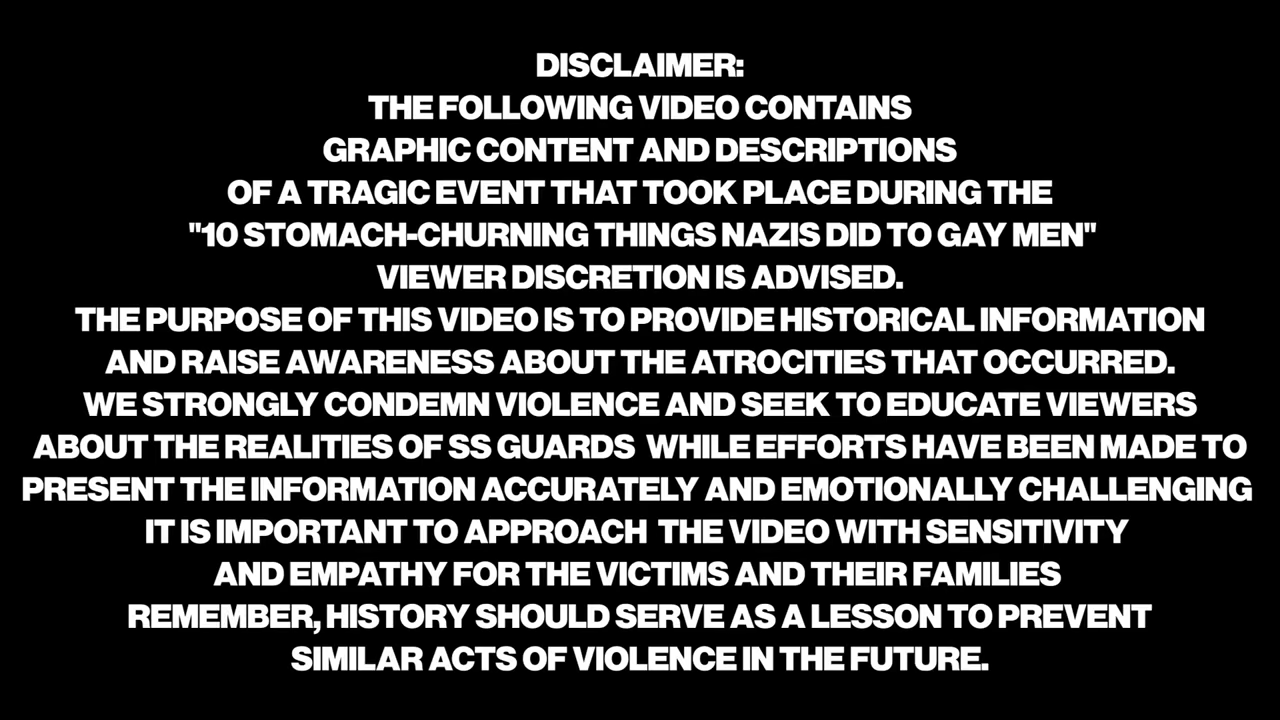 DISCLAIMER:
THE FOLLOWING VIDEO CONTAINS
GRAPHIC CONTENT AND DESCRIPTIONS
OF A TRAGIC EVENT THAT TOOK PLACE DURING THE
"10 STOMACH-CHURNING THINGS NAZIS DID TO GAY MEN"
VIEWER DISCRETION IS ADVISED.
THE PURPOSE OF THIS VIDEO IS TO PROVIDE HISTORICAL INFORMATION
AND RAISE AWARENESS ABOUT THE ATROCITIES THAT OCCURRED.
WE STRONGLY CONDEMN VIOLENCE AND SEEK TO EDUCATE VIEWERS
ABOUT THE REALITIES OF SS GUARDS  WHILE EFFORTS HAVE BEEN MADE TO
PRESENT THE INFORMATION ACCURATELY AND EMOTIONALLY CHALLENGING
IT IS IMPORTANT TO APPROACH  THE VIDEO WITH SENSITIVITY
AND EMPATHY FOR THE VICTIMS AND THEIR FAMILIES
REMEMBER, HISTORY SHOULD SERVE AS A LESSON TO PREVENT
SIMILAR ACTS OF VIOLENCE IN THE FUTURE.